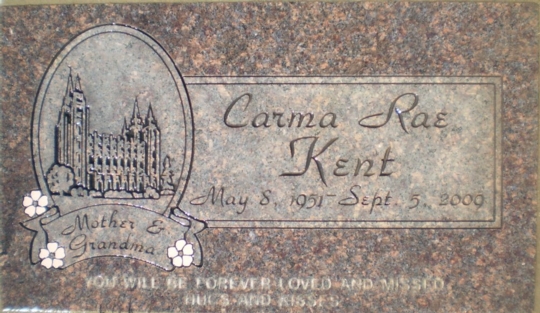 Carma Rae
Kent
May 8, 1951 - Sept. 5, 2009
Mother &
Grandma
YOU WILL BE FOREVER LOVED AND MISSED
HUGS AND KISSES